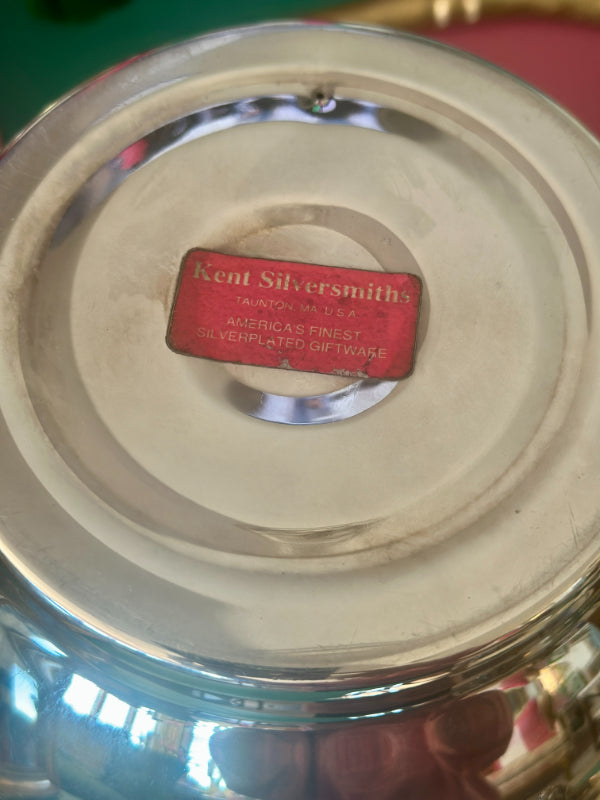 Kent Silversmiths
TAUNTON, MA. U.S.A.
AMERICA'S FINEST
SILVERPLATED GIFTWARE